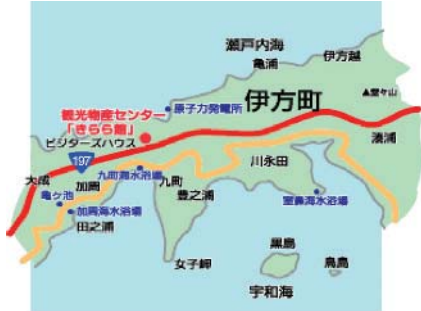 瀬戸内海
伊方越
亀浦
▲堂々山
原子力発電所
伊方町
観光物産センター
「きらら館」
ビジターズハウス
湊浦
197
川永田
大成
加周
九町海水浴場
九町
亀ヶ池
豊之浦
室鼻海水浴場
加周海水浴場
田之浦
黒島
女子岬
鳥島
宇和海